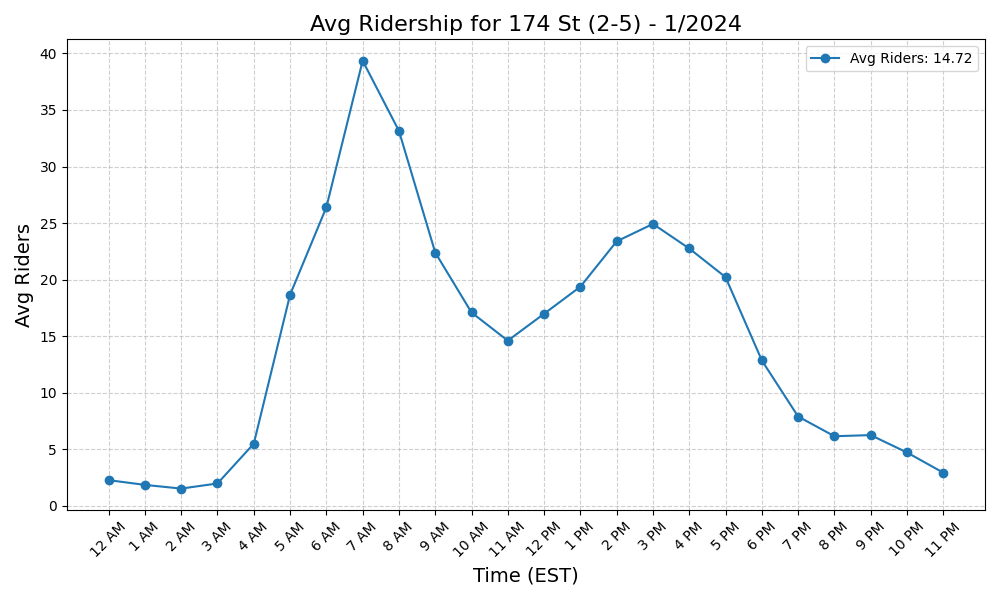 Avg Ridership for 174 St (2-5) - 1/2024
Avg Riders: 14.72
Avg Riders
40
35
30
25
20
15
10
5
0
12 AM
1 AM
2 AM
3 AM
4 AM
5 AM
6 AM
7 AM
8 AM
9 AM
10 AM
11 AM
12 PM
1 PM
2 PM
3 PM
4 PM
5 PM
6 PM
7 PM
8 PM
9 PM
10 PM
11 PM
Time (EST)